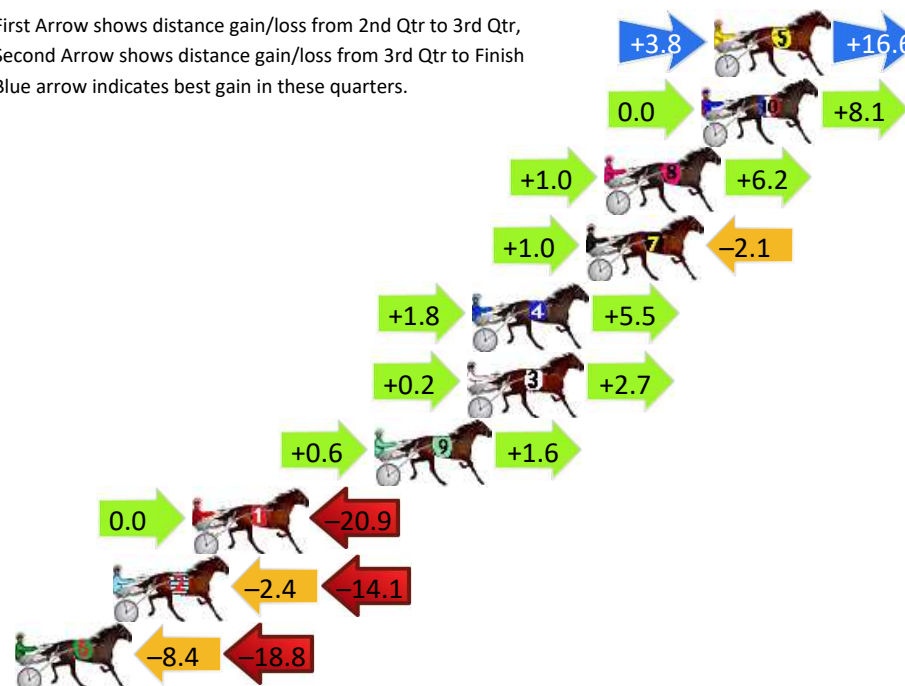 First Arrow shows distance gain/loss from 2nd Qtr to 3rd Qtr,
Second Arrow shows distance gain/loss from 3rd Qtr to Finish
Blue arrow indicates best gain in these quarters.
+3.8 5 +16.6
0.0 10 +8.1
+1.0 8 +6.2
+1.0 7 –2.1
+1.8 4 +5.5
+0.2 3 +2.7
+0.6 9 +1.6
0.0 1 –20.9
2 –2.4 –14.1
6 –8.4 –18.8